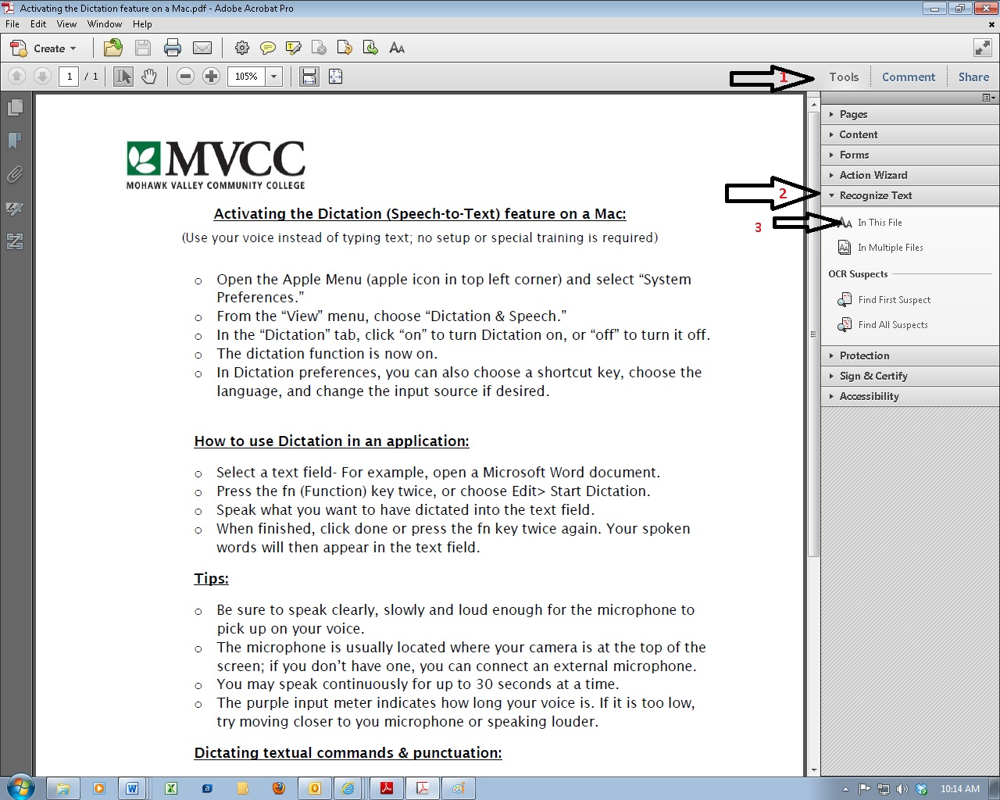 Activating the Dictation feature on a Mac.pdf - Adobe Acrobat Pro
File Edit View Window Help
Create
1 / 1 105% 1 Tools Comment Share
Pages
Content
Forms
Action Wizard
2 Recognize Text
3 In This File
In Multiple Files
OCR Suspects
Find First Suspect
Find All Suspects
Protection
Sign & Certify
Accessibility
MVCC
MOHAWK VALLEY COMMUNITY COLLEGE
Activating the Dictation (Speech-to-Text) feature on a Mac:
(Use your voice instead of typing text; no setup or special training is required)
o Open the Apple Menu (apple icon in top left corner) and select “System
Preferences.”
o From the “View” menu, choose “Dictation & Speech.”
o In the “Dictation” tab, click “on” to turn Dictation on, or “off” to turn it off.
o The dictation function is now on.
o In Dictation preferences, you can also choose a shortcut key, choose the
language, and change the input source if desired.
How to use Dictation in an application:
o Select a text field- For example, open a Microsoft Word document.
o Press the fn (Function) key twice, or choose Edit> Start Dictation.
o Speak what you want to have dictated into the text field.
o When finished, click done or press the fn key twice again. Your spoken
words will then appear in the text field.
Tips:
o Be sure to speak clearly, slowly and loud enough for the microphone to
pick up on your voice.
o The microphone is usually located where your camera is at the top of the
screen; if you don’t have one, you can connect an external microphone.
o You may speak continuously for up to 30 seconds at a time.
o The purple input meter indicates how long your voice is. If it is too low,
try moving closer to you microphone or speaking louder.
Dictating textual commands & punctuation:
10:14 AM